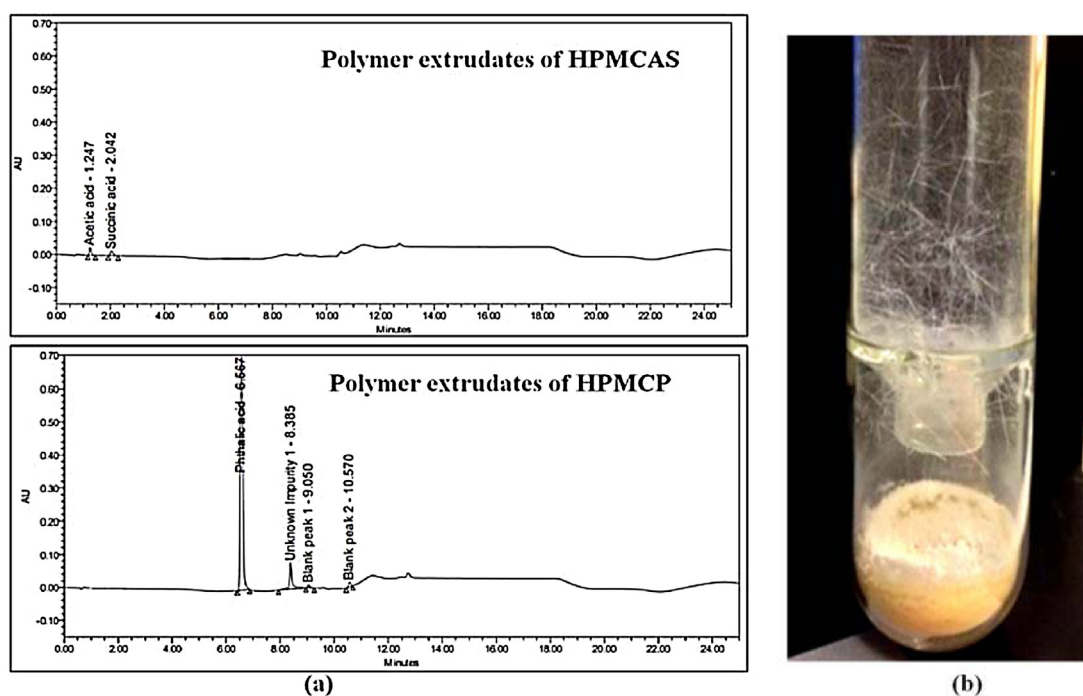 Polymer extrudates of HPMCAS
AU
0.70
0.60
0.50
0.40
0.30
0.20
0.10
0.00
-0.10
Acetic acid - 1.247
Succinic acid - 2.042
0.00 2.00 4.00 6.00 8.00 10.00 12.00 14.00 16.00 18.00 20.00 22.00 24.00
Minutes
Polymer extrudates of HPMCP
AU
0.70
0.60
0.50
0.40
0.30
0.20
0.10
0.00
-0.10
Phthalic acid - 6.567
Unknown Impurity 1 - 8.385
Blank peak 1 - 9.050
Blank peak 2 - 10.570
0.00 2.00 4.00 6.00 8.00 10.00 12.00 14.00 16.00 18.00 20.00 22.00 24.00
Minutes
(a)
(b)